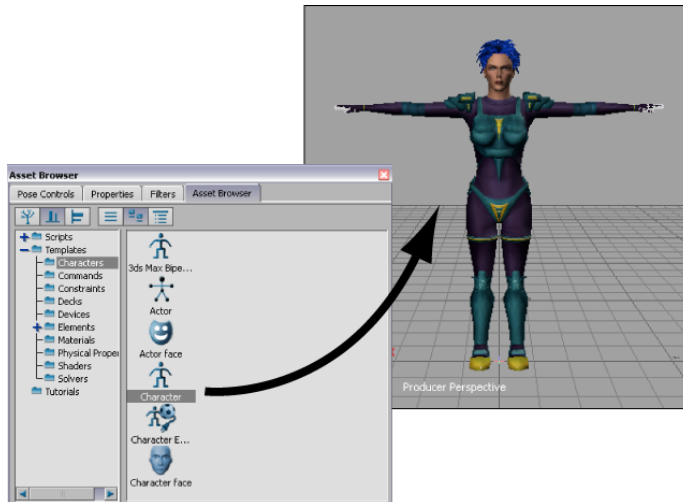 Asset Browser
Pose Controls
Properties
Filters
Asset Browser
Scripts
Templates
Characters
Commands
Constraints
Decks
Devices
Elements
Materials
Physical Proper
Shaders
Solvers
Tutorials
3ds Max Bipe...
Actor
Actor face
Character
Character E...
Character face
Producer Perspective